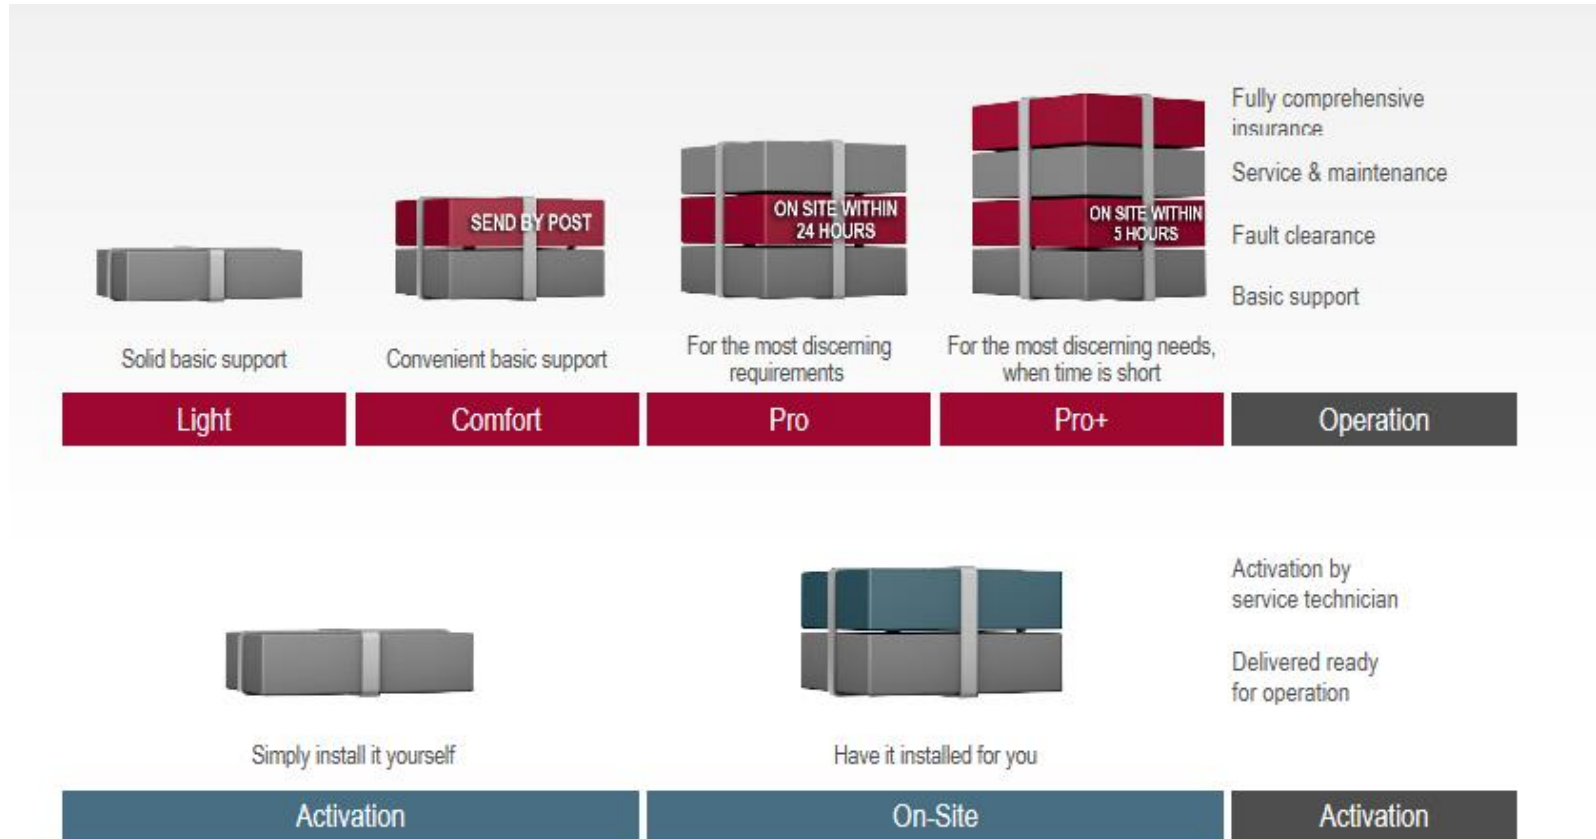 Fully comprehensive
insurance
Service & maintenance
SEND BY POST
ON SITE WITHIN
24 HOURS
ON SITE WITHIN
5 HOURS
Fault clearance
Basic support
Solid basic support
Convenient basic support
For the most discerning
requirements
For the most discerning needs,
when time is short
Light
Comfort
Pro
Pro+
Operation
Activation by
service technician
Delivered ready
for operation
Simply install it yourself
Have it installed for you
Activation
On-Site
Activation